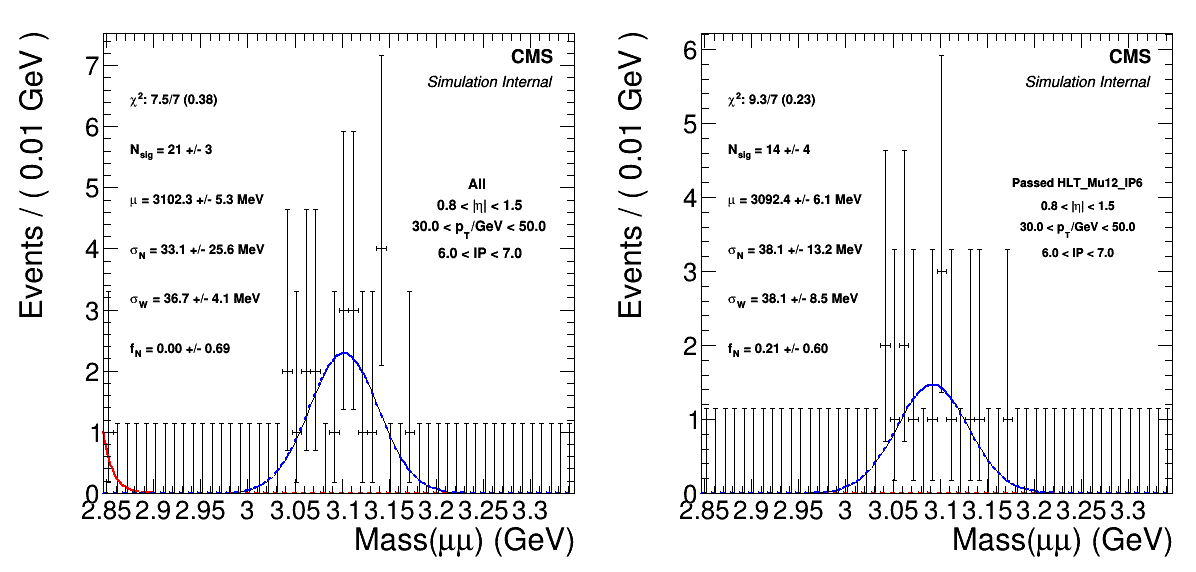 CMS
Simulation Internal
χ²: 7.5/7 (0.38)
N_sig = 21 +/- 3
μ = 3102.3 +/- 5.3 MeV
σ_N = 33.1 +/- 25.6 MeV
σ_W = 36.7 +/- 4.1 MeV
f_N = 0.00 +/- 0.69
All
0.8 < |η| < 1.5
30.0 < p_T/GeV < 50.0
6.0 < IP < 7.0
Events / ( 0.01 GeV )
7
6
5
4
3
2
1
0
2.85 2.9 2.95 3 3.05 3.1 3.15 3.2 3.25 3.3
Mass(μμ) (GeV)
CMS
Simulation Internal
χ²: 9.3/7 (0.23)
N_sig = 14 +/- 4
μ = 3092.4 +/- 6.1 MeV
σ_N = 38.1 +/- 13.2 MeV
σ_W = 38.1 +/- 8.5 MeV
f_N = 0.21 +/- 0.60
Passed HLT_Mu12_IP6
0.8 < |η| < 1.5
30.0 < p_T/GeV < 50.0
6.0 < IP < 7.0
Events / ( 0.01 GeV )
6
5
4
3
2
1
0
2.85 2.9 2.95 3 3.05 3.1 3.15 3.2 3.25 3.3
Mass(μμ) (GeV)